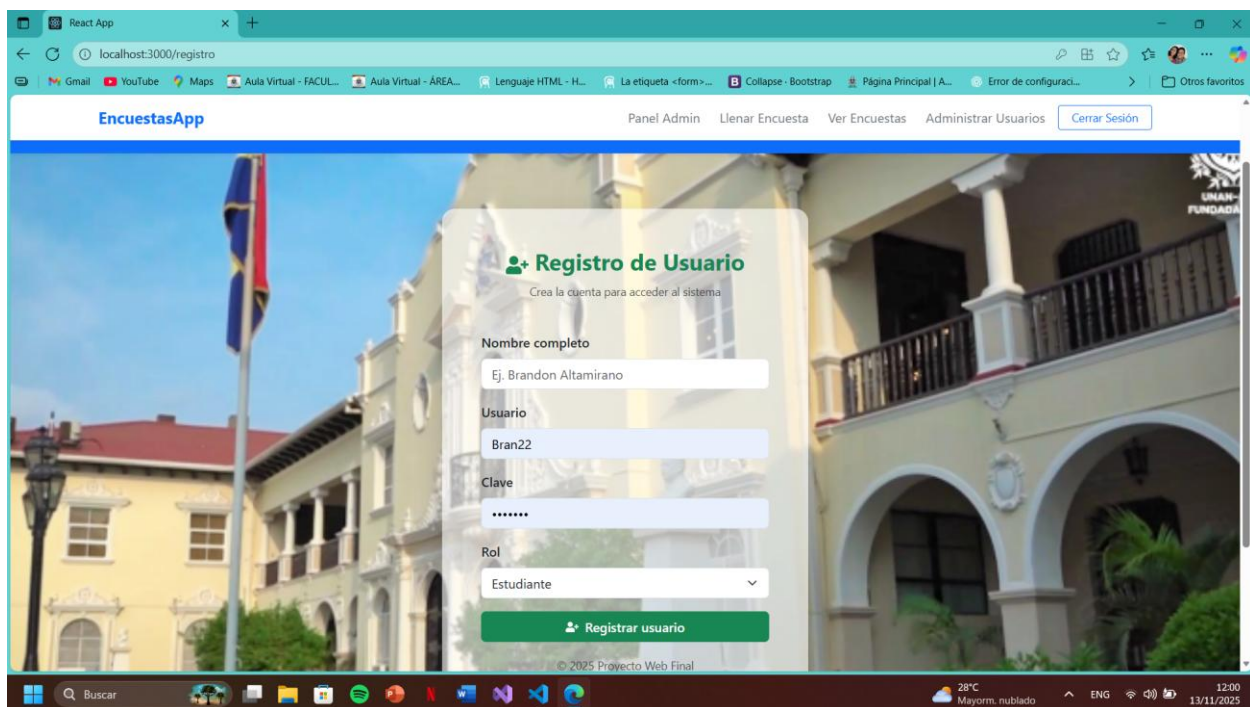 React App
localhost:3000/registro
Gmail YouTube Maps Aula Virtual - FACUL... Aula Virtual - ÁREA... Lenguaje HTML - H... La etiqueta <form>... Collapse · Bootstrap Página Principal | A... Error de configuraci... Otros favoritos
EncuestasApp Panel Admin Llenar Encuesta Ver Encuestas Administrar Usuarios Cerrar Sesión
UNAN-
FUNDADA
Registro de Usuario
Crea la cuenta para acceder al sistema
Nombre completo
Ej. Brandon Altamirano
Usuario
Bran22
Clave
•••••••
Rol
Estudiante
Registrar usuario
© 2025 Proyecto Web Final
Buscar
28°C
Mayorm. nublado
ENG
12:00
13/11/2025